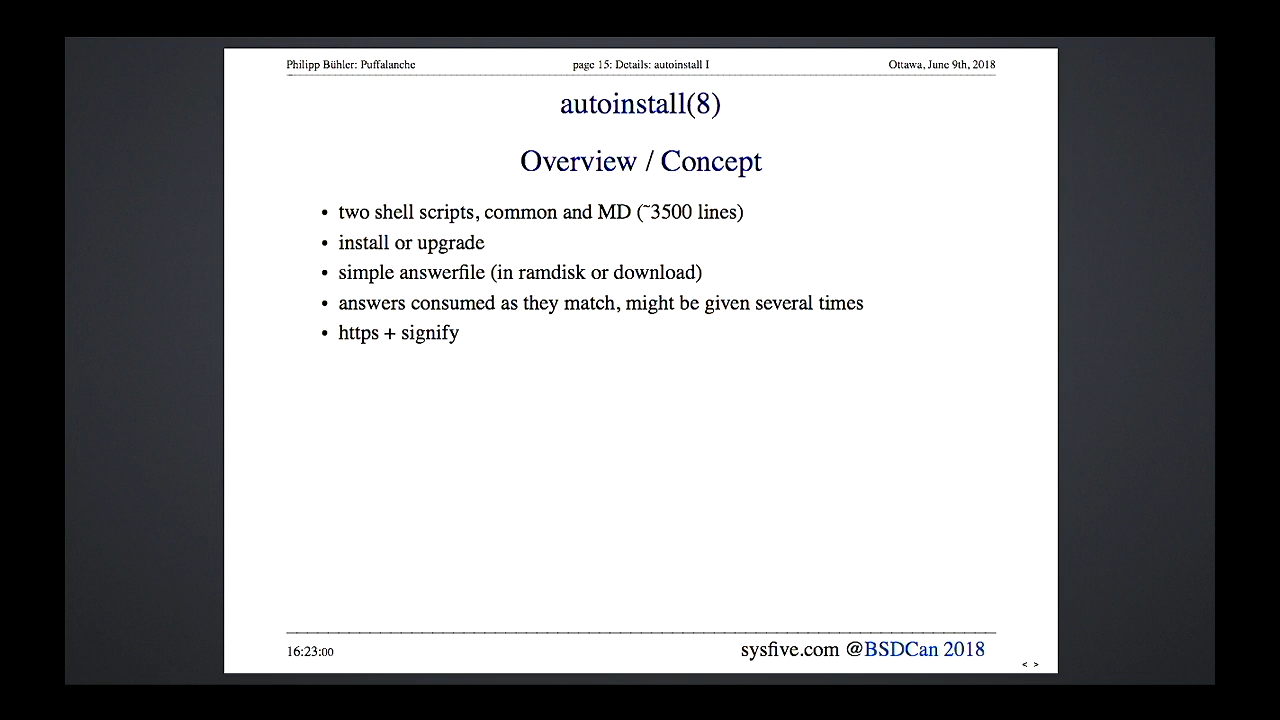 Philipp Bühler: Puffalanche page 15: Details: autoinstall I Ottawa, June 9th, 2018
autoinstall(8)
Overview / Concept
• two shell scripts, common and MD (~3500 lines)
• install or upgrade
• simple answerfile (in ramdisk or download)
• answers consumed as they match, might be given several times
• https + signify
16:23:00 sysfive.com @BSDCan 2018
< >